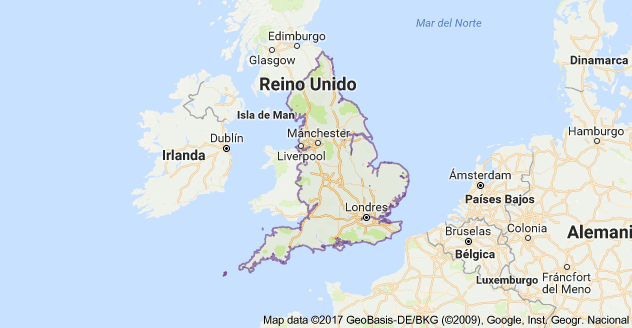 Mar del Norte
Edimburgo
Glasgow
Dinamarca
Reino Unido
Isla de Man
Hamburgo
Mánchester
Dublín
Irlanda
Liverpool
Ámsterdam
Países Bajos
Londres
Bruselas
Colonia
Alemani
Bélgica
Luxemburgo
Fráncfort
del Meno
Map data ©2017 GeoBasis-DE/BKG (©2009), Google, Inst. Geogr. Nacional